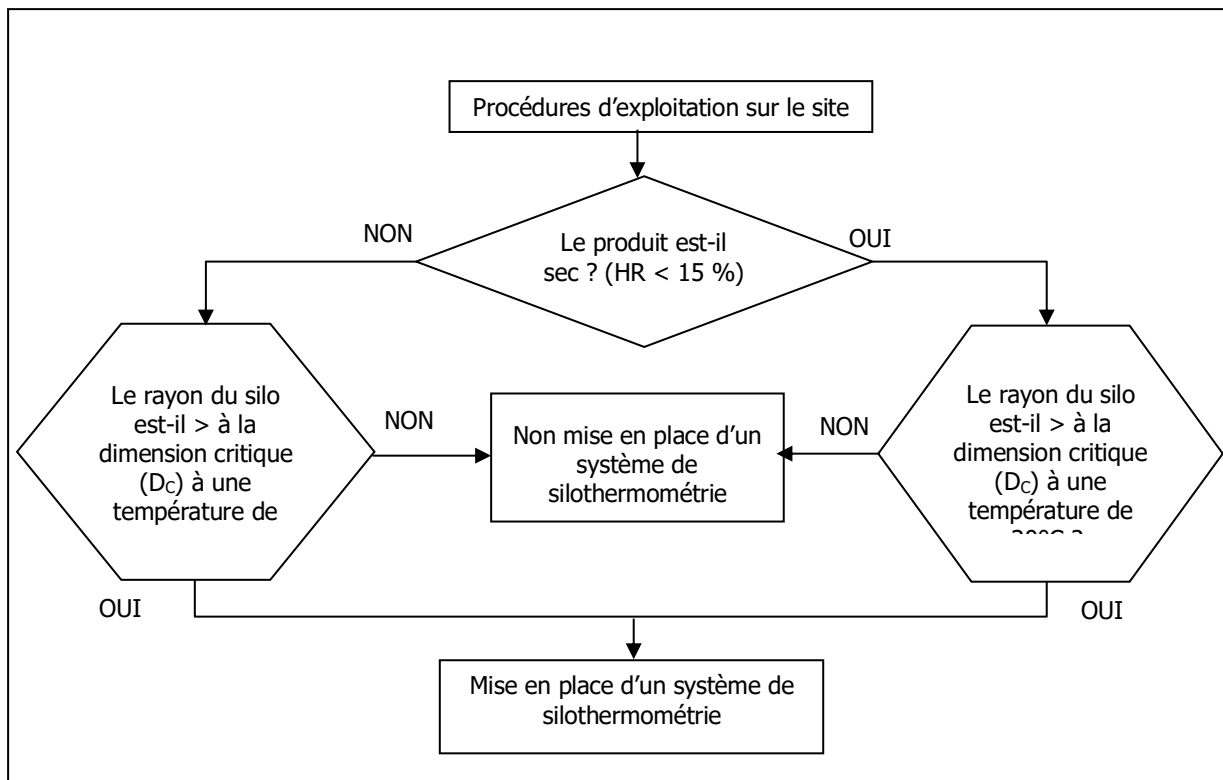 Procédures d'exploitation sur le site
NON
Le produit est-il
sec ? (HR < 15 %)
OUI
Le rayon du silo
est-il > à la
dimension critique
(DC) à une
température de
NON
Non mise en place d'un
système de
silothermométrie
NON
Le rayon du silo
est-il > à la
dimension critique
(DC) à une
température de
OUI
OUI
Mise en place d'un système de
silothermométrie